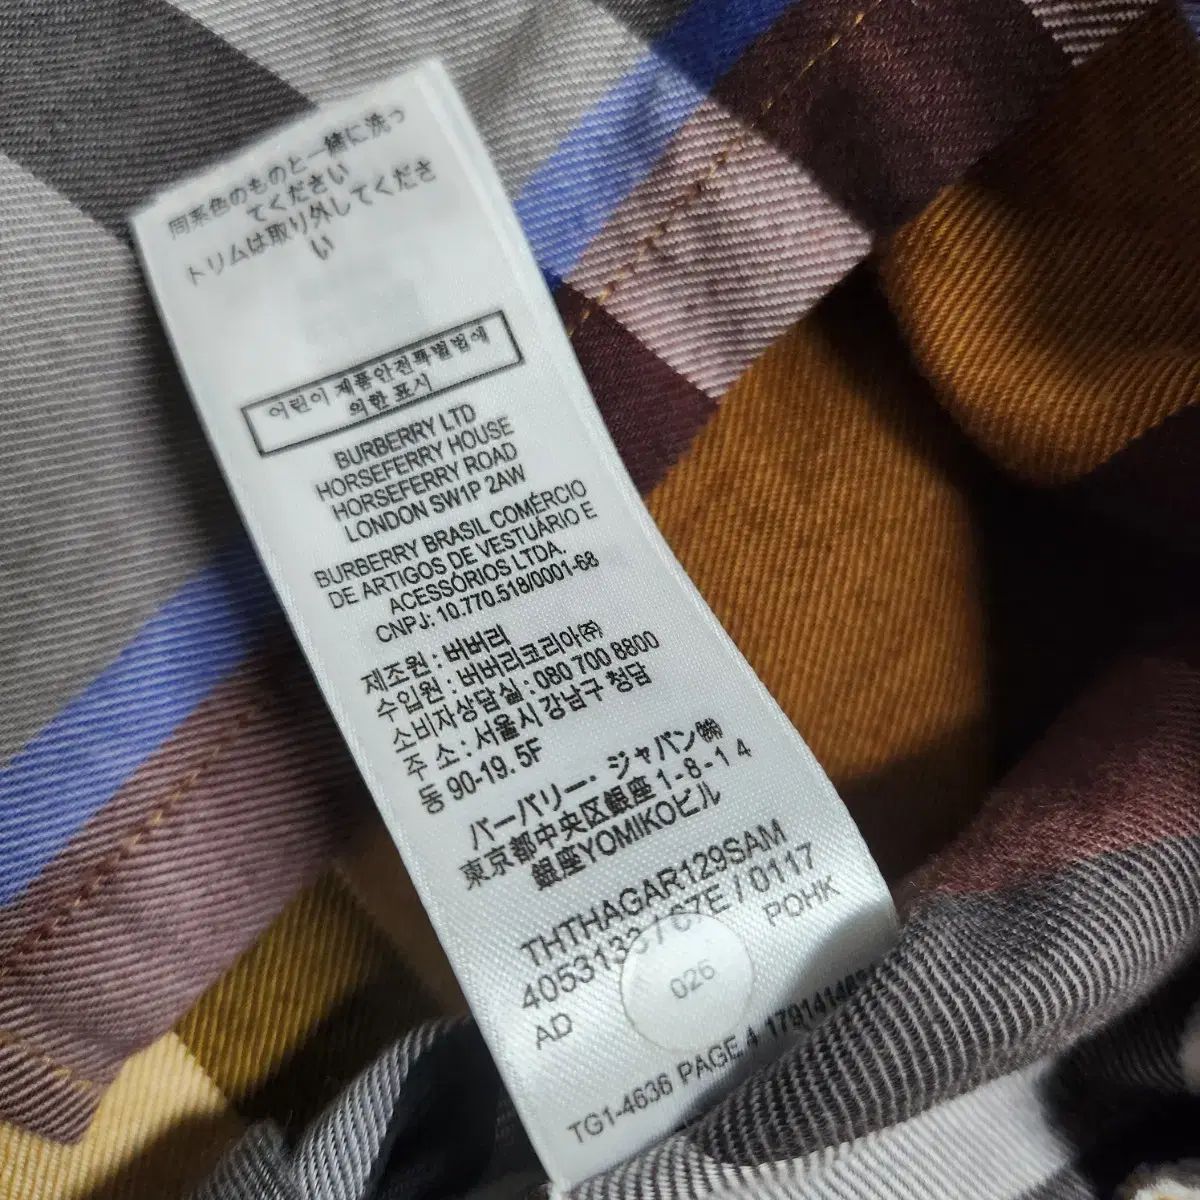 同系色のものと一緒に洗っ
てください
トリムは取り外してくださ
い
어린이제품안전특별법에
의한 표시
BURBERRY LTD
HORSEFERRY HOUSE
HORSEFERRY ROAD
LONDON SW1P 2AW
BURBERRY BRASIL COMÉRCIO
DE ARTIGOS DE VESTUÁRIO E
ACESSÓRIOS LTDA.
CNPJ: 10.770.518/0001-68
제조원 : 버버리
수입원 : 버버리코리아㈜
소비자상담실 : 080 700 8800
주 소 : 서울시 강남구 청담
동 90-19. 5F
バーバリー・ジャパン㈱
東京都中央区銀座1-8-14
銀座YOMIKOビル
THTHAGAR129SAM
4053133 / 67E / 0117
AD POHK
026
TG1-4636 PAGE 4